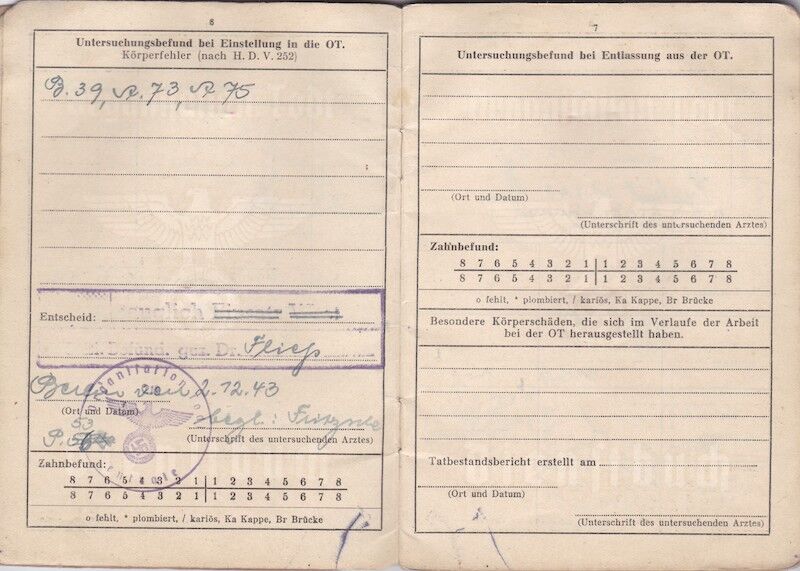 6
Untersuchungsbefund bei Einstellung in die OT.
Körperfehler (nach H. D. V. 252)
B. 39, A. 73, A 75
Entscheid:
gez. Dr. Fließ
Berlin 2.12.43
(Ort und Datum)
begl.:
53
P.
(Unterschrift des untersuchenden Arztes)
Zahnbefund:
8 7 6 5 4 3 2 1 1 2 3 4 5 6 7 8
8 7 6 5 4 3 2 1 1 2 3 4 5 6 7 8
o fehlt, * plombiert, / kariös, Ka Kappe, Br Brücke
7
Untersuchungsbefund bei Entlassung aus der OT.
(Ort und Datum)
(Unterschrift des untersuchenden Arztes)
Zahnbefund:
8 7 6 5 4 3 2 1 1 2 3 4 5 6 7 8
8 7 6 5 4 3 2 1 1 2 3 4 5 6 7 8
o fehlt, * plombiert, / kariös, Ka Kappe, Br Brücke
Besondere Körperschäden, die sich im Verlaufe der Arbeit
bei der OT herausgestellt haben.
Tatbestandsbericht erstellt am
(Ort und Datum)
(Unterschrift des untersuchenden Arztes)